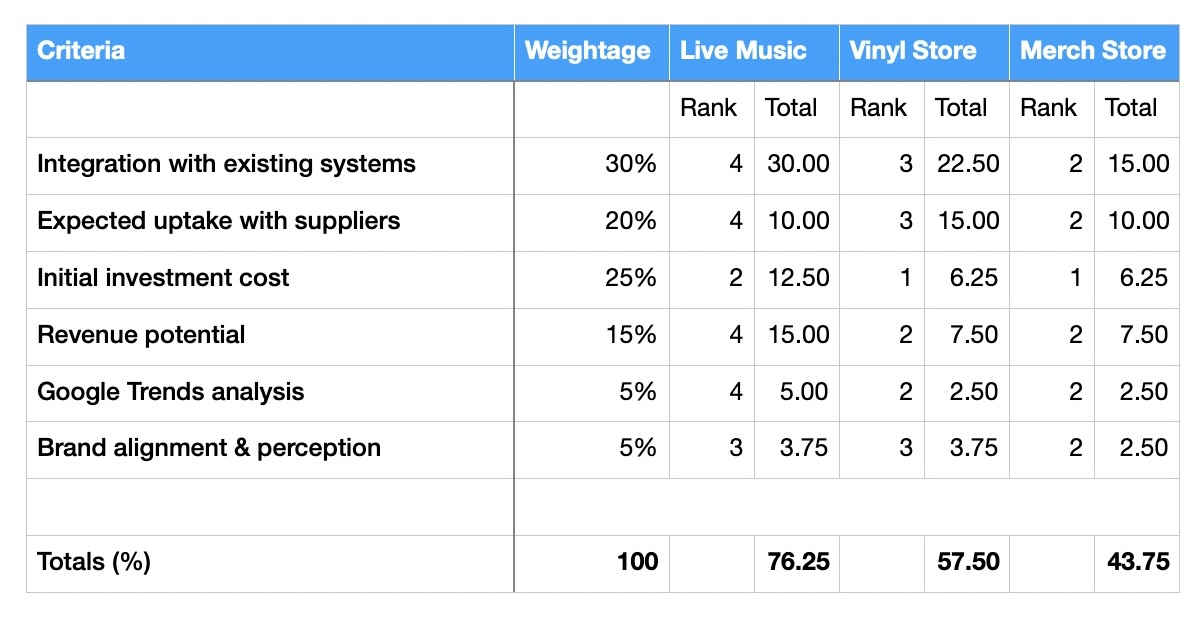 Criteria Weightage Live Music Vinyl Store Merch Store
Rank Total Rank Total Rank Total
Integration with existing systems 30% 4 30.00 3 22.50 2 15.00
Expected uptake with suppliers 20% 4 10.00 3 15.00 2 10.00
Initial investment cost 25% 2 12.50 1 6.25 1 6.25
Revenue potential 15% 4 15.00 2 7.50 2 7.50
Google Trends analysis 5% 4 5.00 2 2.50 2 2.50
Brand alignment & perception 5% 3 3.75 3 3.75 2 2.50
Totals (%) 100 76.25 57.50 43.75